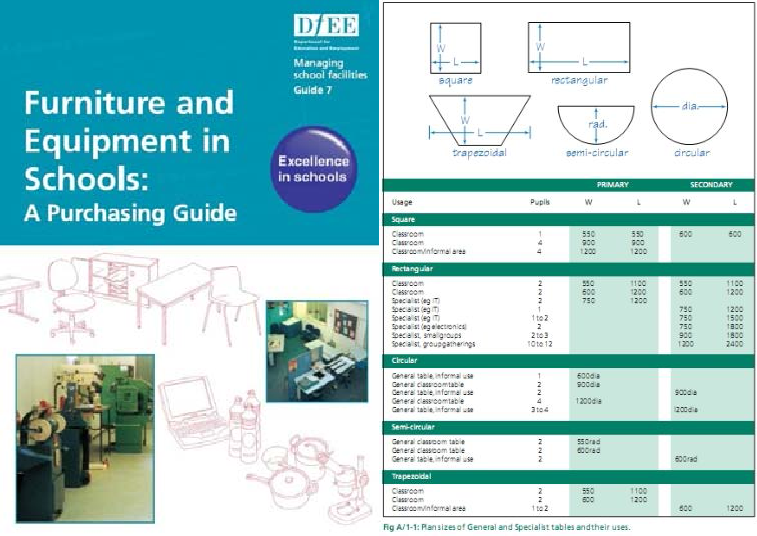 DfEE
Department for
Education and Employment
Managing
school facilities
Guide 7
Furniture and
Equipment in
Schools:
A Purchasing Guide
Excellence
in schools
W
L
square
W
L
rectangular
W
L
trapezoidal
rad.
semi-circular
dia.
circular
PRIMARY SECONDARY
Usage Pupils W L W L
Square
Classroom 1 550 550 600 600
Classroom 4 900 900
Classroom/informal area 4 1200 1200
Rectangular
Classroom 2 550 1100 550 1100
Classroom 2 600 1200 600 1200
Specialist (eg IT) 2 750 1200
Specialist (eg IT) 1 750 1200
Specialist (eg IT) 1 to 2 750 1500
Specialist (eg electronics) 2 750 1800
Specialist, small groups 2 to 3 900 1800
Specialist, group gatherings 10 to 12 1200 2400
Circular
General table, informal use 1 600dia
General classroom table 2 900dia
General table, informal use 2 900dia
General classroom table 4 1200dia
General table, informal use 3 to 4 1200dia
Semi-circular
General classroom table 2 550rad
General classroom table 2 600rad
General table, informal use 2 600rad
Trapezoidal
Classroom 2 550 1100
Classroom 2 600 1200
Classroom/informal area 1 to 2 600 1200
Fig A/1-1: Plan sizes of General and Specialist tables and their uses.